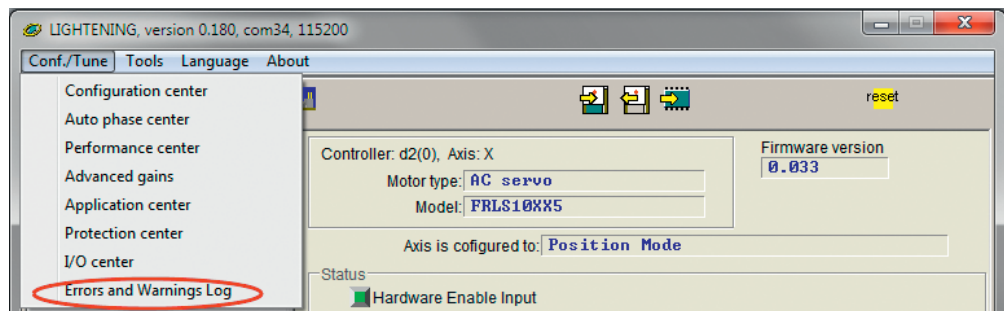 LIGHTENING, version 0.180, com34, 115200
Conf./Tune Tools Language About
Configuration center
Auto phase center
Performance center
Advanced gains
Application center
Protection center
I/O center
Errors and Warnings Log
reset
Controller: d2(0), Axis: X
Motor type: AC servo
Model: FRLS10XX5
Firmware version
0.033
Axis is cofigured to: Position Mode
Status
Hardware Enable Input